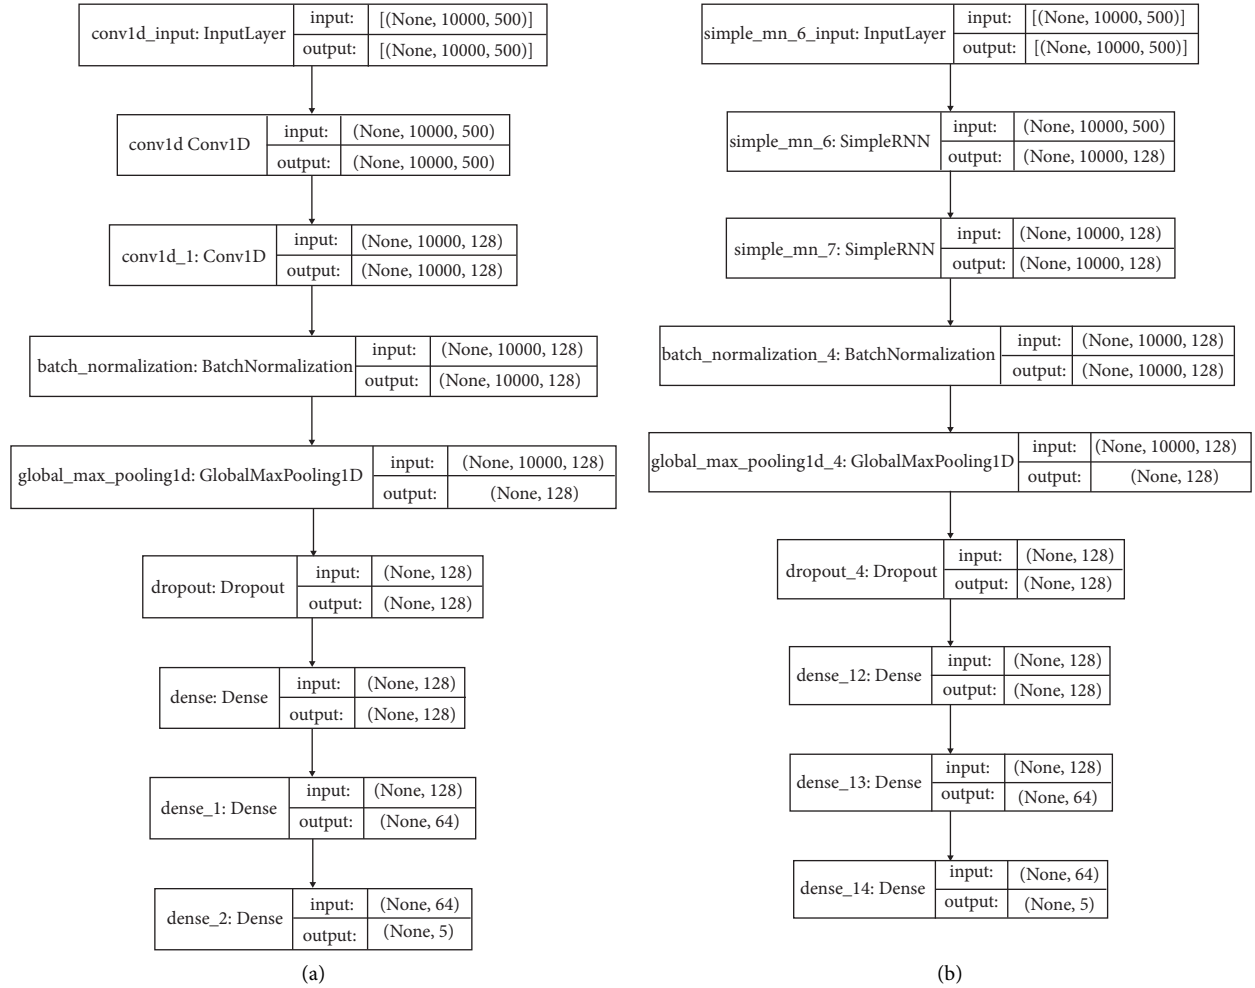 conv1d_input: InputLayer
input: [(None, 10000, 500)]
output: [(None, 10000, 500)]
conv1d Conv1D
input: (None, 10000, 500)
output: (None, 10000, 500)
conv1d_1: Conv1D
input: (None, 10000, 128)
output: (None, 10000, 128)
batch_normalization: BatchNormalization
input: (None, 10000, 128)
output: (None, 10000, 128)
global_max_pooling1d: GlobalMaxPooling1D
input: (None, 10000, 128)
output: (None, 128)
dropout: Dropout
input: (None, 128)
output: (None, 128)
dense: Dense
input: (None, 128)
output: (None, 128)
dense_1: Dense
input: (None, 128)
output: (None, 64)
dense_2: Dense
input: (None, 64)
output: (None, 5)
(a)
simple_mn_6_input: InputLayer
input: [(None, 10000, 500)]
output: [(None, 10000, 500)]
simple_mn_6: SimpleRNN
input: (None, 10000, 500)
output: (None, 10000, 128)
simple_mn_7: SimpleRNN
input: (None, 10000, 128)
output: (None, 10000, 128)
batch_normalization_4: BatchNormalization
input: (None, 10000, 128)
output: (None, 10000, 128)
global_max_pooling1d_4: GlobalMaxPooling1D
input: (None, 10000, 128)
output: (None, 128)
dropout_4: Dropout
input: (None, 128)
output: (None, 128)
dense_12: Dense
input: (None, 128)
output: (None, 128)
dense_13: Dense
input: (None, 128)
output: (None, 64)
dense_14: Dense
input: (None, 64)
output: (None, 5)
(b)